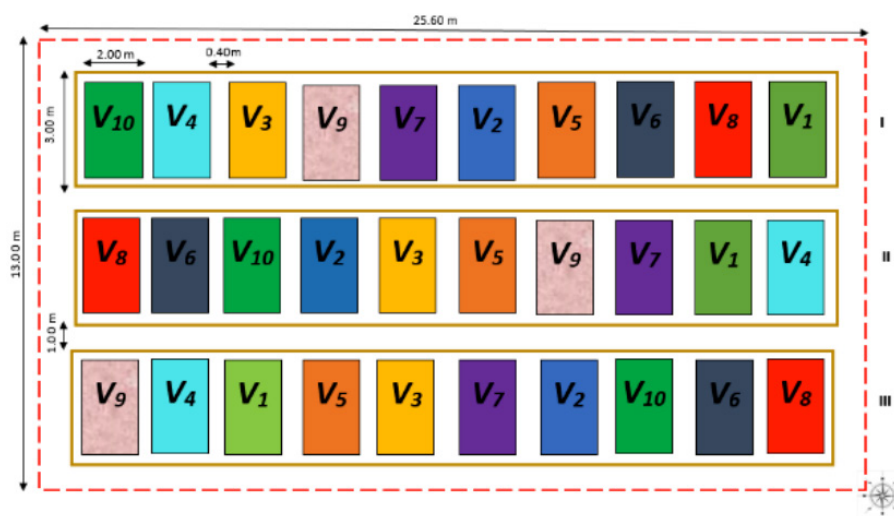 25.60 m
2.00 m 0.40m
3.00 m
V10 V4 V3 V9 V7 V2 V5 V6 V8 V1 I
13.00 m
V8 V6 V10 V2 V3 V5 V9 V7 V1 V4 II
1.00 m
V9 V4 V1 V5 V3 V7 V2 V10 V6 V8 III